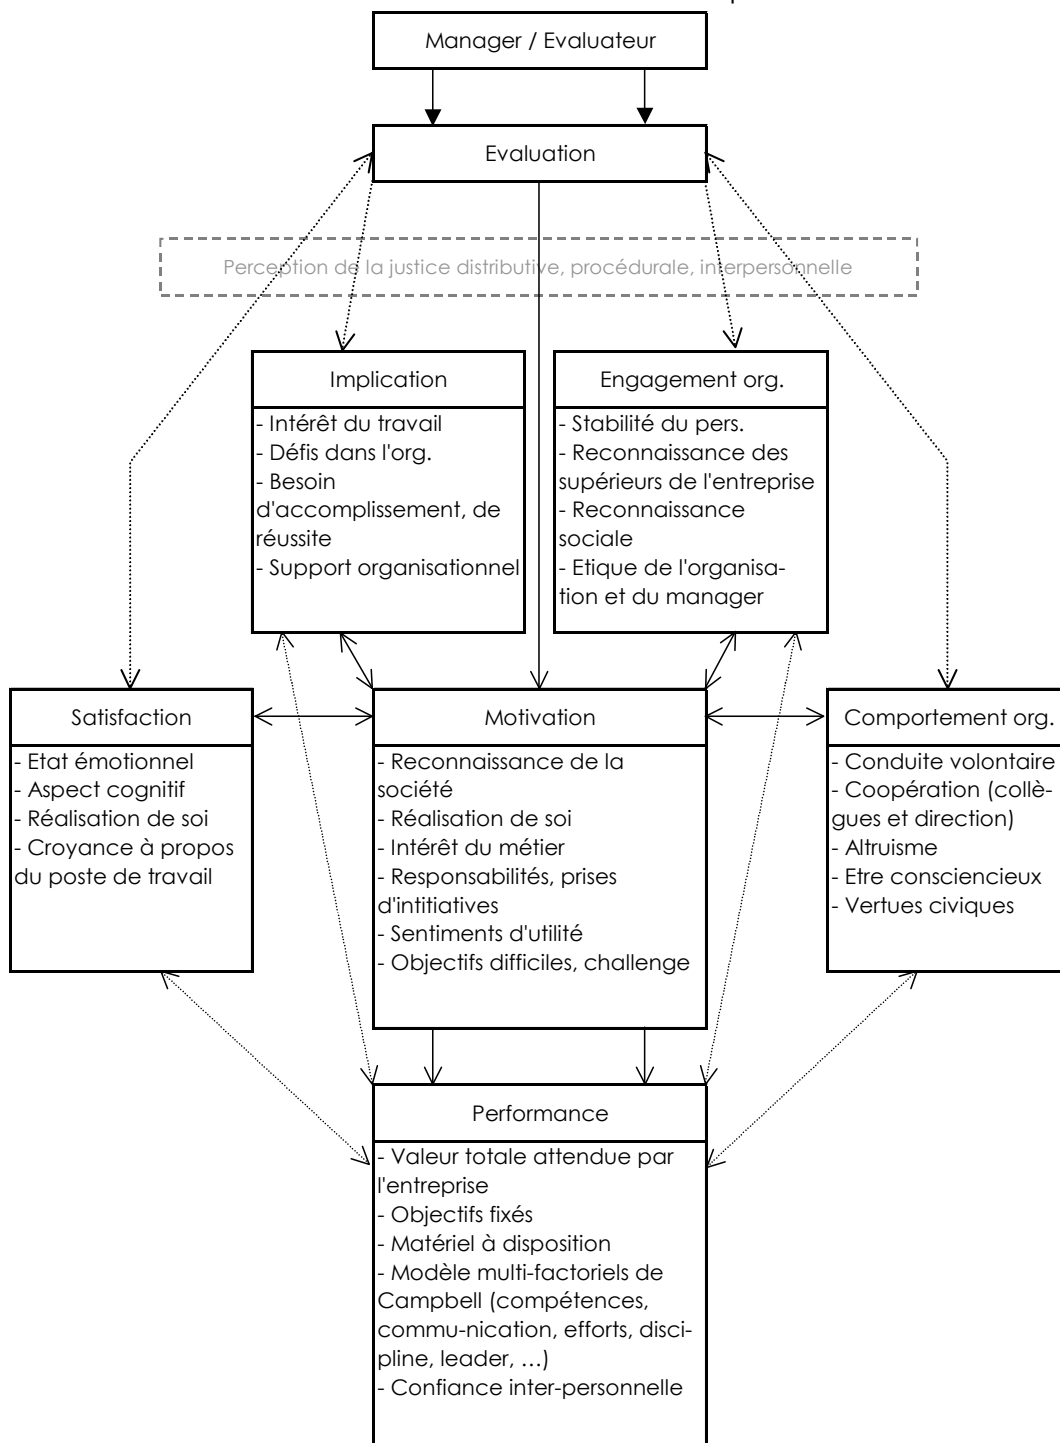 Manager / Evaluateur
Evaluation
Perception de la justice distributive, procédurale, interpersonnelle
Implication
- Intérêt du travail
- Défis dans l'org.
- Besoin
d'accomplissement, de
réussite
- Support organisationnel
Engagement org.
- Stabilité du pers.
- Reconnaissance des
supérieurs de l'entreprise
- Reconnaissance
sociale
- Etique de l'organisa-
tion et du manager
Satisfaction
- Etat émotionnel
- Aspect cognitif
- Réalisation de soi
- Croyance à propos
du poste de travail
Motivation
- Reconnaissance de la
société
- Réalisation de soi
- Intérêt du métier
- Responsabilités, prises
d'intitiatives
- Sentiments d'utilité
- Objectifs difficiles, challenge
Comportement org.
- Conduite volontaire
- Coopération (collè-
gues et direction)
- Altruisme
- Etre consciencieux
- Vertues civiques
Performance
- Valeur totale attendue par
l'entreprise
- Objectifs fixés
- Matériel à disposition
- Modèle multi-factoriels de
Campbell (compétences,
commu-nication, efforts, disci-
pline, leader, …)
- Confiance inter-personnelle